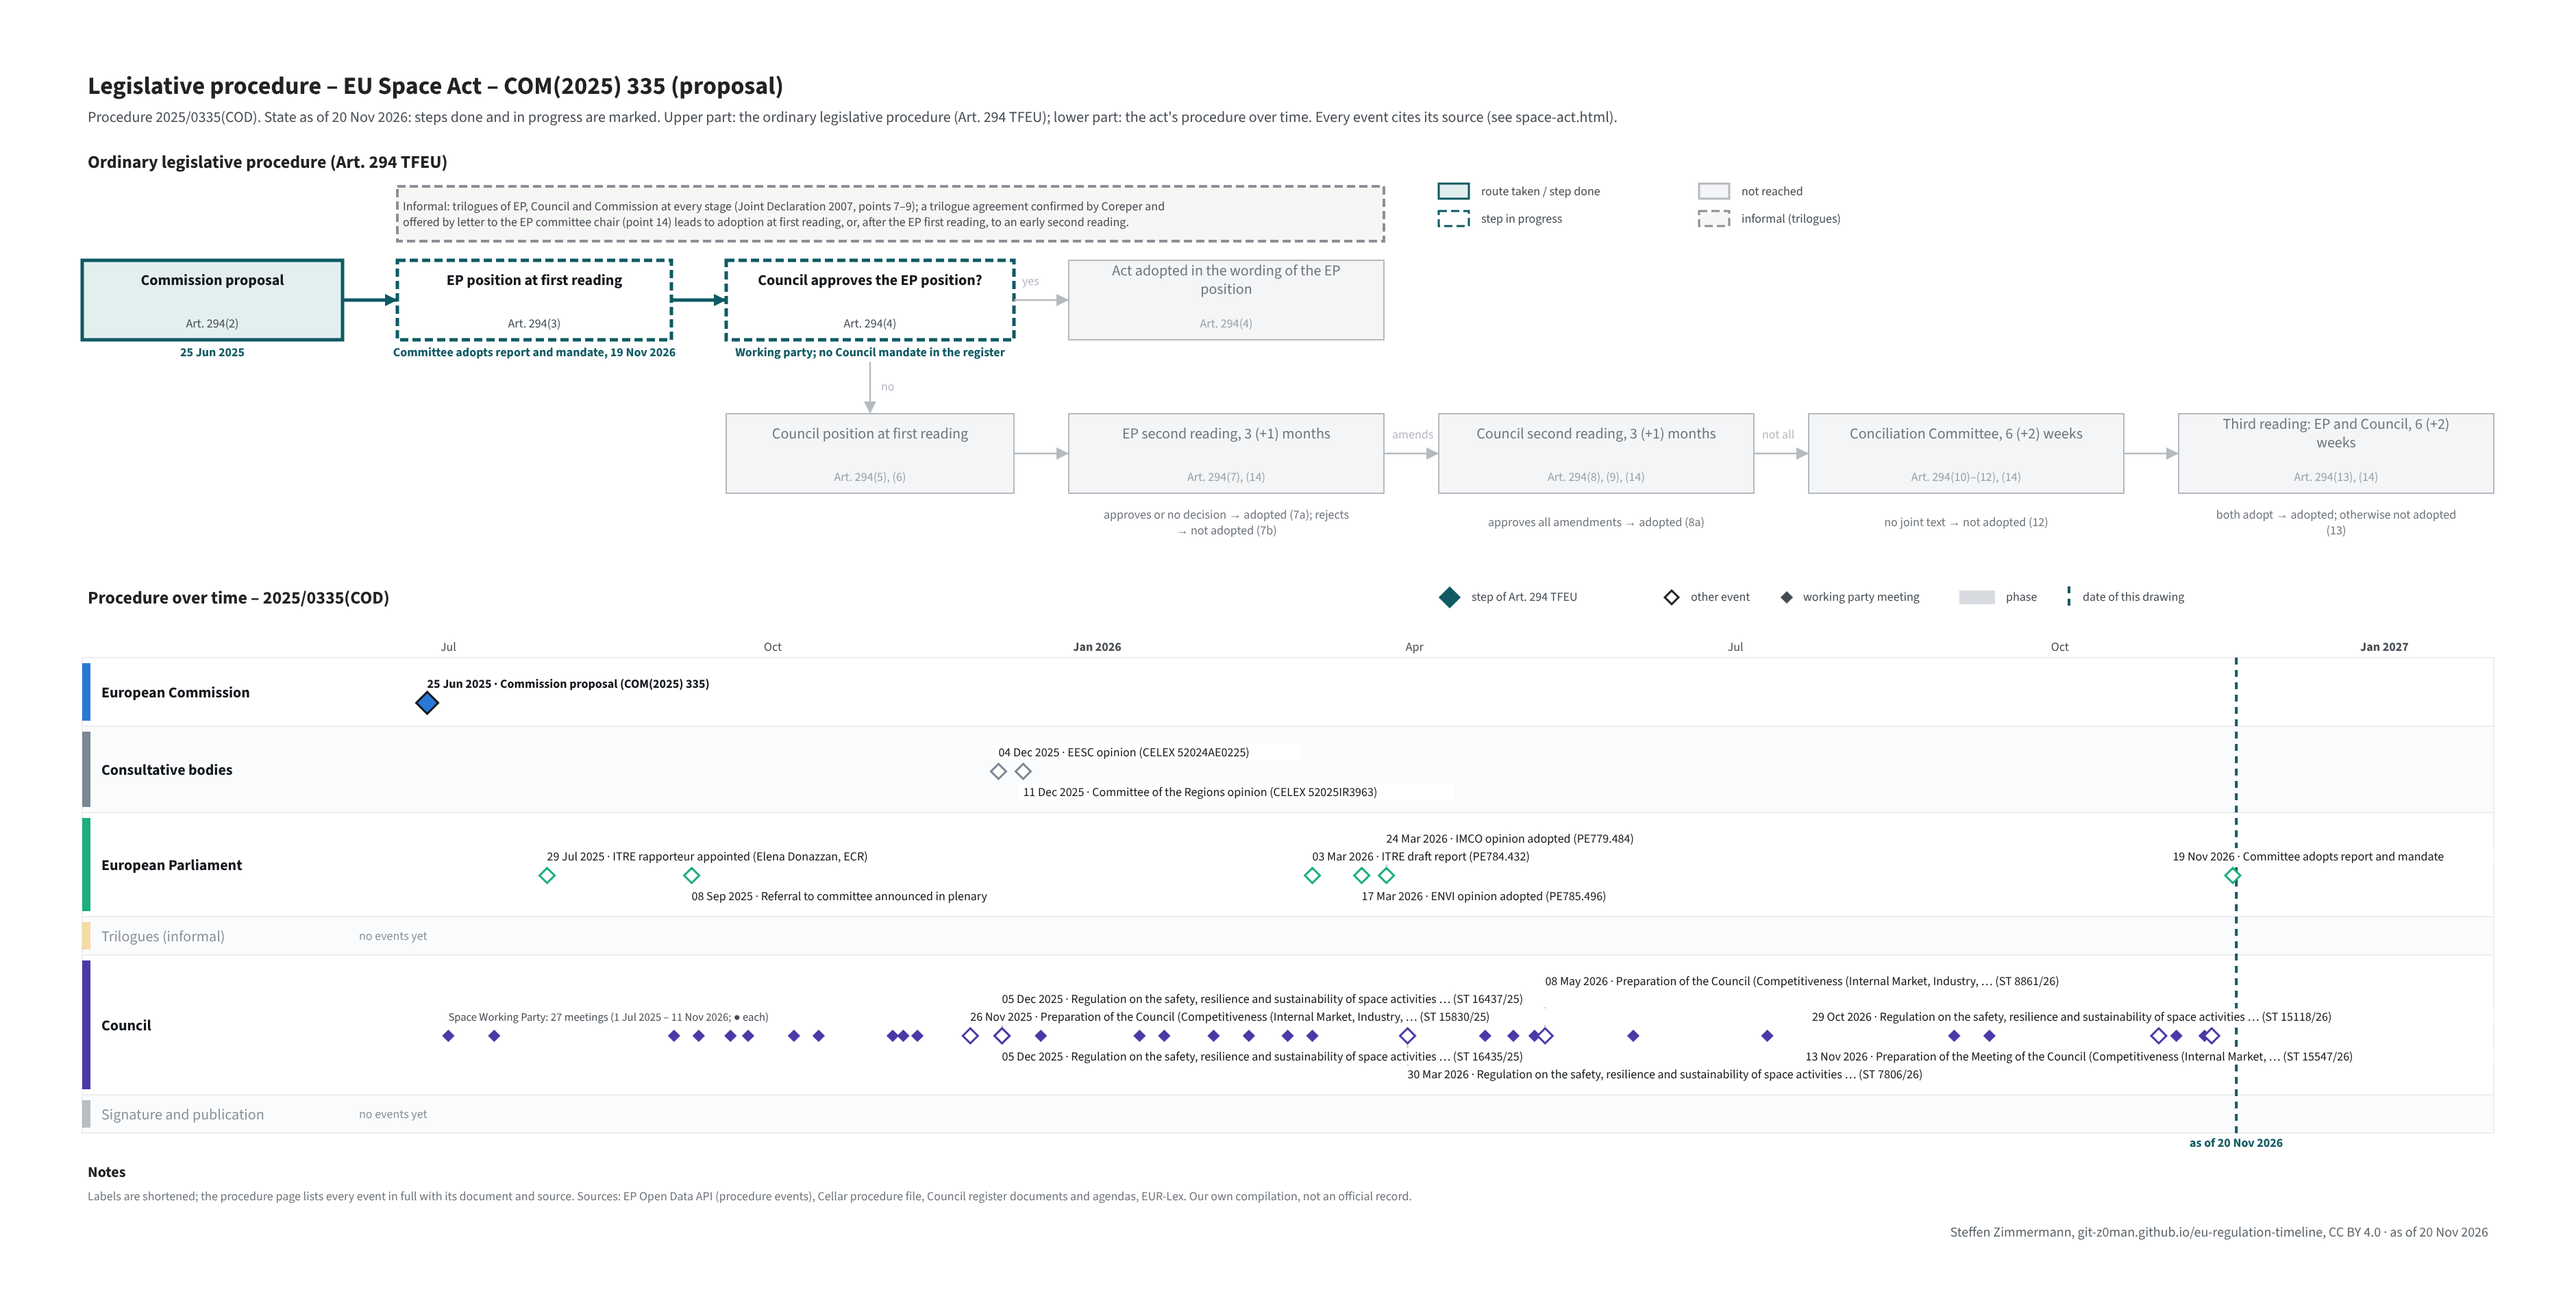 Legislative procedure – EU Space Act – COM(2025) 335 (proposal)
Procedure 2025/0335(COD). State as of 20 Nov 2026: steps done and in progress are marked. Upper part: the ordinary legislative procedure (Art. 294 TFEU); lower part: the act's procedure over time. Every event cites its source (see space-act.html).
Ordinary legislative procedure (Art. 294 TFEU)
Informal: trilogues of EP, Council and Commission at every stage (Joint Declaration 2007, points 7–9); a trilogue agreement confirmed by Coreper and
offered by letter to the EP committee chair (point 14) leads to adoption at first reading, or, after the EP first reading, to an early second reading.
route taken / step done
not reached
step in progress
informal (trilogues)
Commission proposal
Art. 294(2)
25 Jun 2025
EP position at first reading
Art. 294(3)
Committee adopts report and mandate, 19 Nov 2026
Council approves the EP position?
Art. 294(4)
Working party; no Council mandate in the register
yes
Act adopted in the wording of the EP
position
Art. 294(4)
no
Council position at first reading
Art. 294(5), (6)
EP second reading, 3 (+1) months
Art. 294(7), (14)
approves or no decision → adopted (7a); rejects
→ not adopted (7b)
amends
Council second reading, 3 (+1) months
Art. 294(8), (9), (14)
approves all amendments → adopted (8a)
not all
Conciliation Committee, 6 (+2) weeks
Art. 294(10)–(12), (14)
no joint text → not adopted (12)
Third reading: EP and Council, 6 (+2)
weeks
Art. 294(13), (14)
both adopt → adopted; otherwise not adopted
(13)
Procedure over time – 2025/0335(COD)
step of Art. 294 TFEU
other event
working party meeting
phase
date of this drawing
Jul
Oct
Jan 2026
Apr
Jul
Oct
Jan 2027
European Commission
25 Jun 2025 · Commission proposal (COM(2025) 335)
Consultative bodies
04 Dec 2025 · EESC opinion (CELEX 52024AE0225)
11 Dec 2025 · Committee of the Regions opinion (CELEX 52025IR3963)
European Parliament
24 Mar 2026 · IMCO opinion adopted (PE779.484)
29 Jul 2025 · ITRE rapporteur appointed (Elena Donazzan, ECR)
03 Mar 2026 · ITRE draft report (PE784.432)
19 Nov 2026 · Committee adopts report and mandate
08 Sep 2025 · Referral to committee announced in plenary
17 Mar 2026 · ENVI opinion adopted (PE785.496)
Trilogues (informal)
no events yet
Council
08 May 2026 · Preparation of the Council (Competitiveness (Internal Market, Industry, … (ST 8861/26)
05 Dec 2025 · Regulation on the safety, resilience and sustainability of space activities … (ST 16437/25)
Space Working Party: 27 meetings (1 Jul 2025 – 11 Nov 2026; ● each)
26 Nov 2025 · Preparation of the Council (Competitiveness (Internal Market, Industry, … (ST 15830/25)
29 Oct 2026 · Regulation on the safety, resilience and sustainability of space activities … (ST 15118/26)
05 Dec 2025 · Regulation on the safety, resilience and sustainability of space activities … (ST 16435/25)
13 Nov 2026 · Preparation of the Meeting of the Council (Competitiveness (Internal Market, … (ST 15547/26)
30 Mar 2026 · Regulation on the safety, resilience and sustainability of space activities … (ST 7806/26)
Signature and publication
no events yet
as of 20 Nov 2026
Notes
Labels are shortened; the procedure page lists every event in full with its document and source. Sources: EP Open Data API (procedure events), Cellar procedure file, Council register documents and agendas, EUR-Lex. Our own compilation, not an official record.
Steffen Zimmermann, git-z0man.github.io/eu-regulation-timeline, CC BY 4.0 · as of 20 Nov 2026